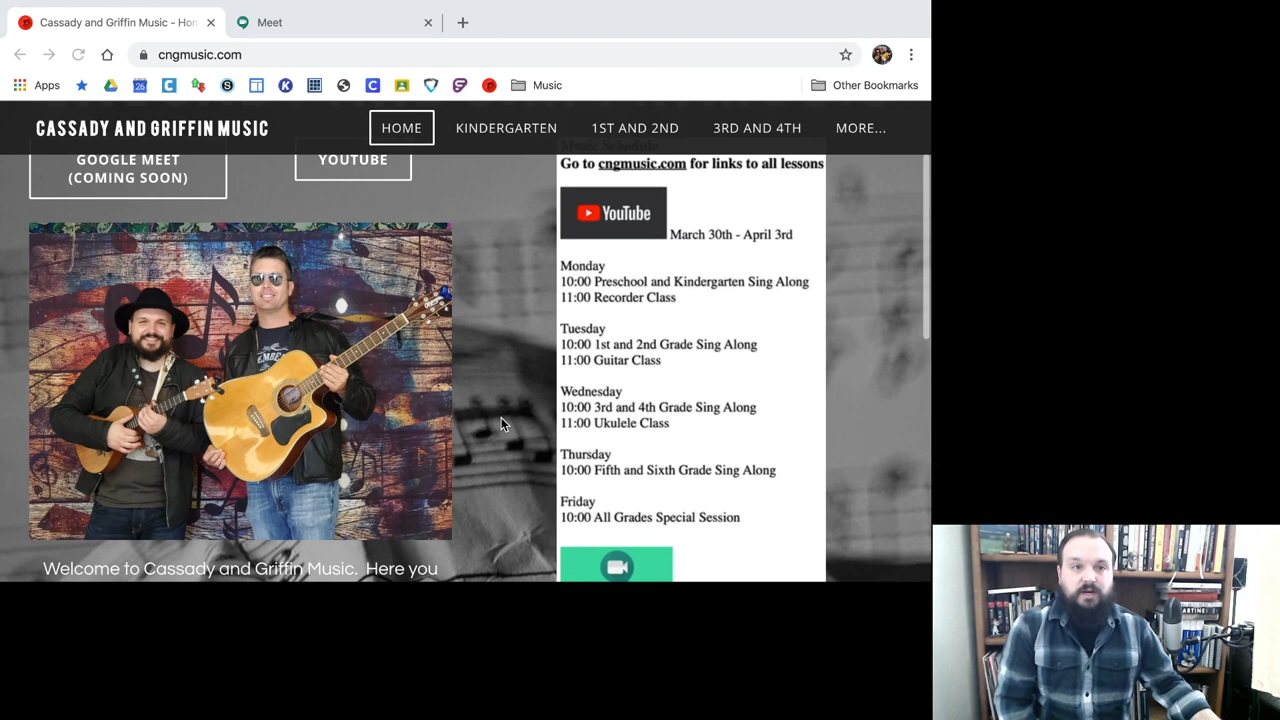 Cassady and Griffin Music - Hom
Meet
cngmusic.com
Apps
26
Music
Other Bookmarks
CASSADY AND GRIFFIN MUSIC
HOME
KINDERGARTEN
1ST AND 2ND
3RD AND 4TH
MORE...
GOOGLE MEET
(COMING SOON)
YOUTUBE
Music Schedule
Go to cngmusic.com for links to all lessons
YouTube
March 30th - April 3rd
Monday
10:00 Preschool and Kindergarten Sing Along
11:00 Recorder Class
Tuesday
10:00 1st and 2nd Grade Sing Along
11:00 Guitar Class
Wednesday
10:00 3rd and 4th Grade Sing Along
11:00 Ukulele Class
Thursday
10:00 Fifth and Sixth Grade Sing Along
Friday
10:00 All Grades Special Session
Welcome to Cassady and Griffin Music. Here you